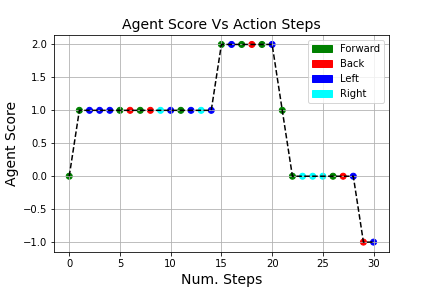 Agent Score Vs Action Steps
Agent Score
2.0
1.5
1.0
0.5
0.0
−0.5
−1.0
Forward
Back
Left
Right
0 5 10 15 20 25 30
Num. Steps